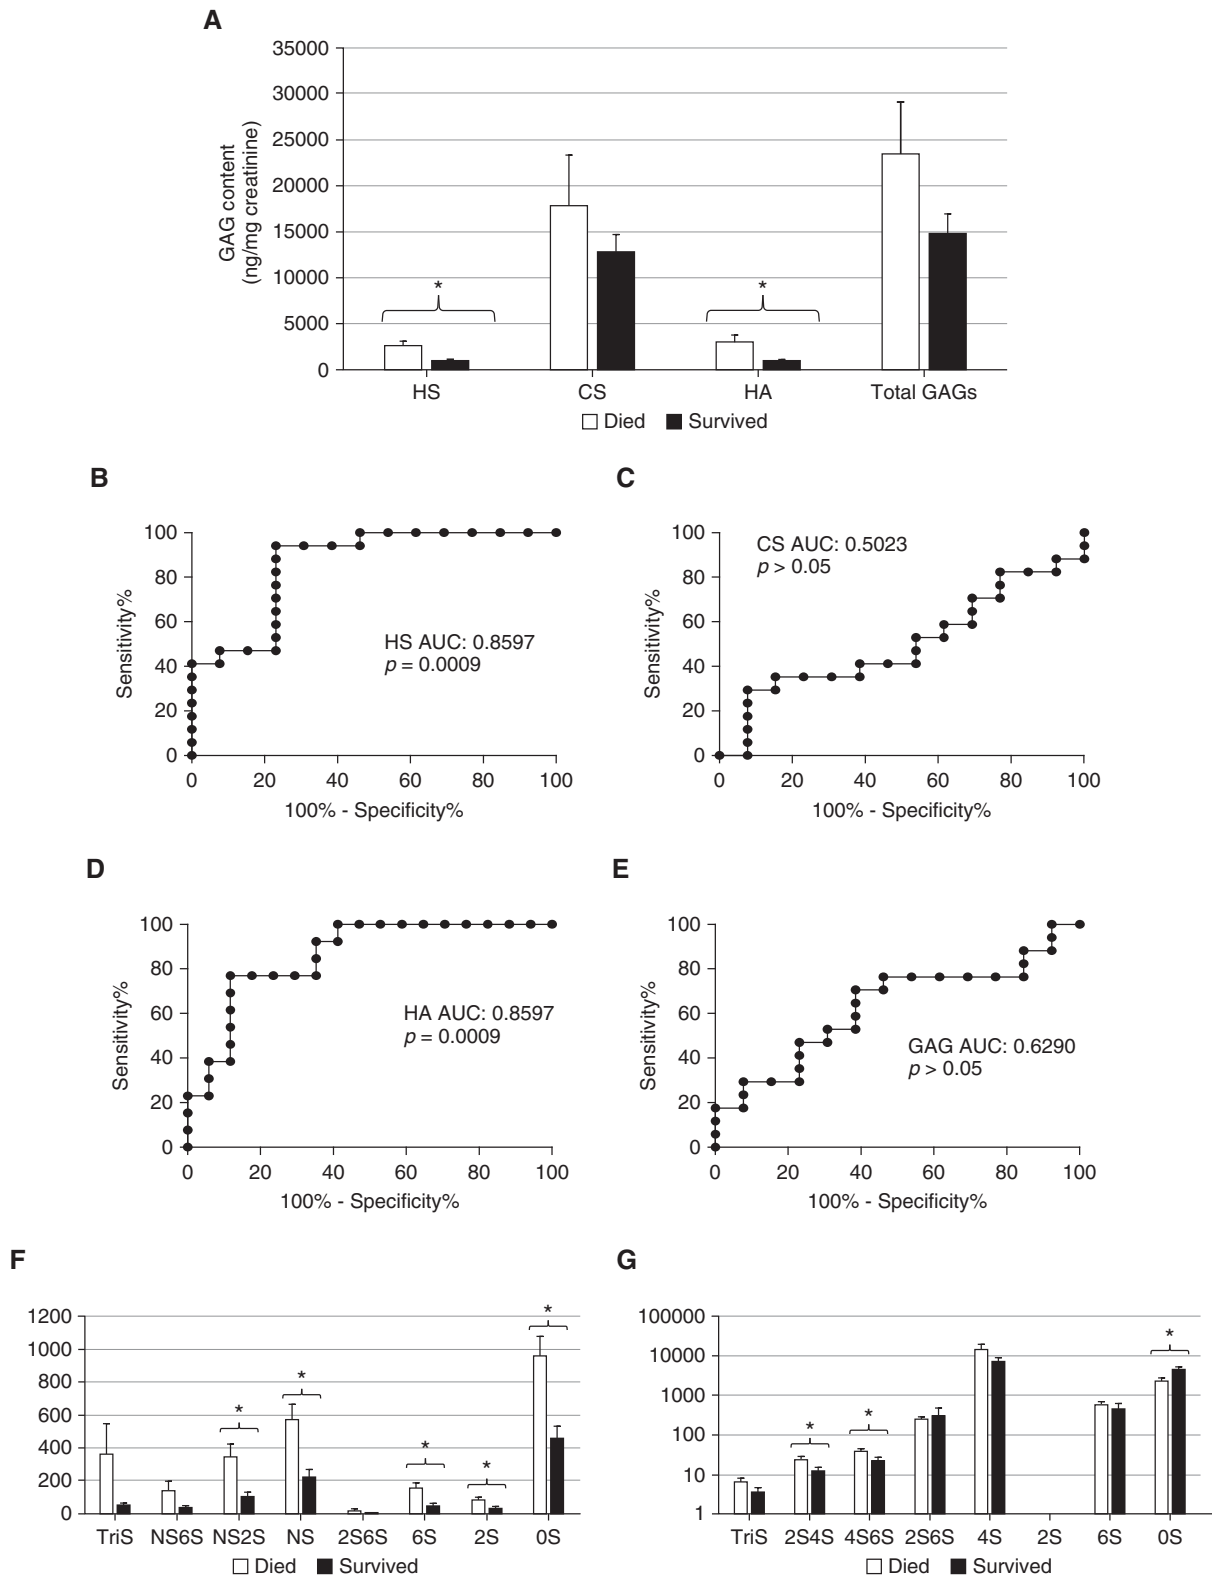 A
35000
30000
25000
20000
15000
10000
5000
0
GAG content
(ng/mg creatinine)
*
*
HS CS HA Total GAGs
Died Survived
B
100
80
60
40
20
0
Sensitivity%
HS AUC: 0.8597
p = 0.0009
0 20 40 60 80 100
100% - Specificity%
C
100
80
60
40
20
0
Sensitivity%
CS AUC: 0.5023
p > 0.05
0 20 40 60 80 100
100% - Specificity%
D
100
80
60
40
20
0
Sensitivity%
HA AUC: 0.8597
p = 0.0009
0 20 40 60 80 100
100% - Specificity%
E
100
80
60
40
20
0
Sensitivity%
GAG AUC: 0.6290
p > 0.05
0 20 40 60 80 100
100% - Specificity%
F
1200
1000
800
600
400
200
0
* * * * *
TriS NS6S NS2S NS 2S6S 6S 2S 0S
Died Survived
G
100000
10000
1000
100
10
1
* * *
TriS 2S4S 4S6S 2S6S 4S 2S 6S 0S
Died Survived